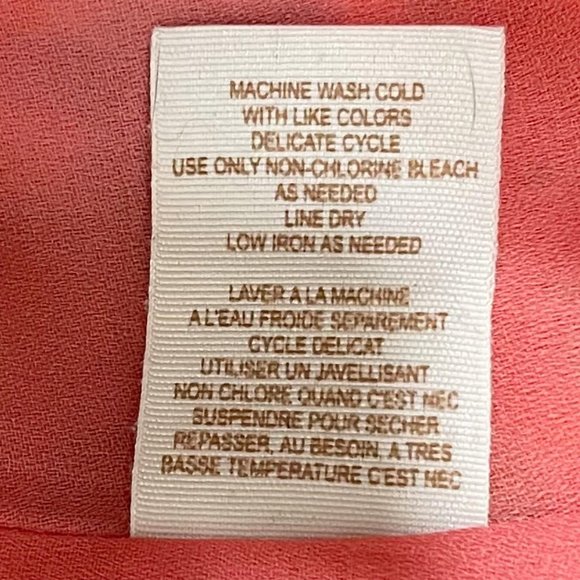 MACHINE WASH COLD
WITH LIKE COLORS
DELICATE CYCLE
USE ONLY NON-CHLORINE BLEACH
AS NEEDED
LINE DRY
LOW IRON AS NEEDED
LAVER A LA MACHINE
A L'EAU FROIDE SEPAREMENT
CYCLE DELICAT
UTILISER UN JAVELLISANT
NON CHLORE QUAND C'EST NEC
SUSPENDRE POUR SECHER
REPASSER, AU BESOIN, A TRES
BASSE TEMPERATURE C'EST NEC